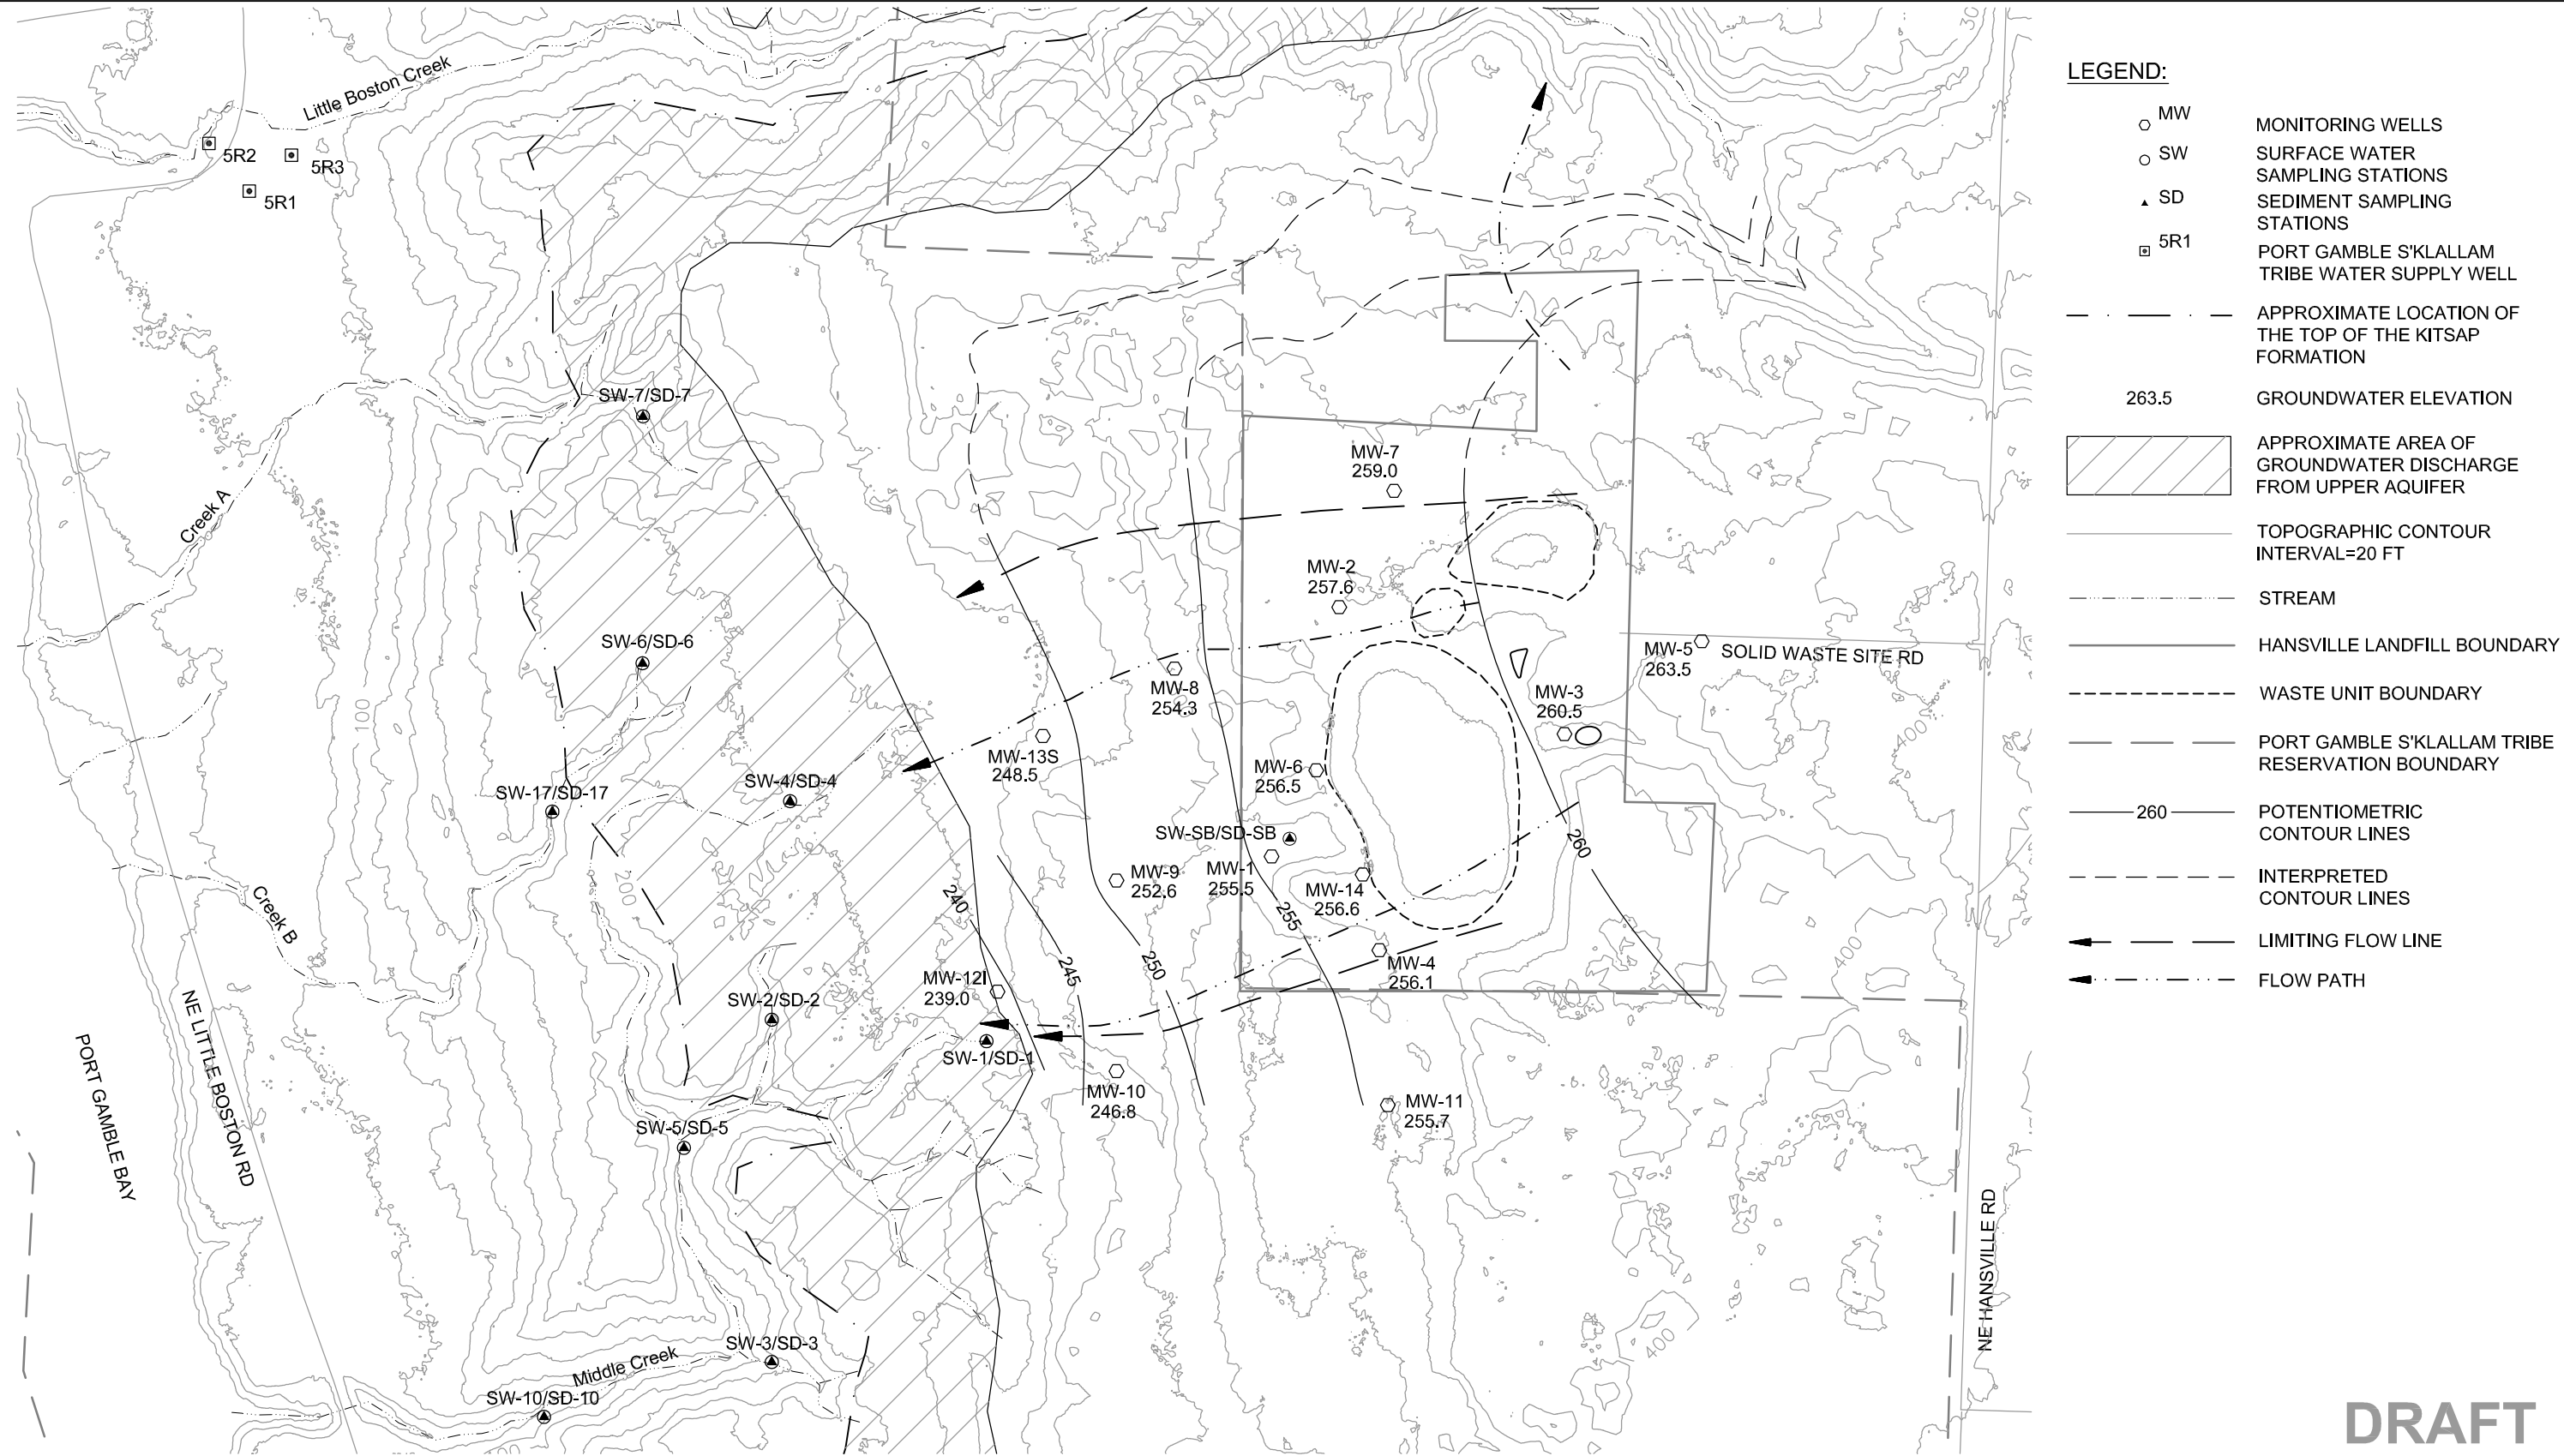 Little Boston Creek
5R2
5R3
5R1
Creek A
SW-7/SD-7
MW-7
259.0
MW-2
257.6
SW-6/SD-6
MW-5
263.5
SOLID WASTE SITE RD
100
MW-8
254.3
MW-3
260.5
400
MW-13S
248.5
MW-6
256.5
SW-17/SD-17
SW-4/SD-4
SW-SB/SD-SB
260
MW-9
252.6
MW-1
255.5
MW-14
256.6
200
240
255
Creek B
245
250
400
MW-4
256.1
MW-12I
239.0
SW-2/SD-2
SW-1/SD-1
NE LITTLE BOSTON RD
PORT GAMBLE BAY
MW-10
246.8
MW-11
255.7
SW-5/SD-5
NE HANSVILLE RD
400
SW-3/SD-3
Middle Creek
SW-10/SD-10
LEGEND:
MW
MONITORING WELLS
SW
SURFACE WATER
SAMPLING STATIONS
SD
SEDIMENT SAMPLING
STATIONS
5R1
PORT GAMBLE S'KLALLAM
TRIBE WATER SUPPLY WELL
APPROXIMATE LOCATION OF
THE TOP OF THE KITSAP
FORMATION
263.5
GROUNDWATER ELEVATION
APPROXIMATE AREA OF
GROUNDWATER DISCHARGE
FROM UPPER AQUIFER
TOPOGRAPHIC CONTOUR
INTERVAL=20 FT
STREAM
HANSVILLE LANDFILL BOUNDARY
WASTE UNIT BOUNDARY
PORT GAMBLE S'KLALLAM TRIBE
RESERVATION BOUNDARY
260
POTENTIOMETRIC
CONTOUR LINES
INTERPRETED
CONTOUR LINES
LIMITING FLOW LINE
FLOW PATH
DRAFT